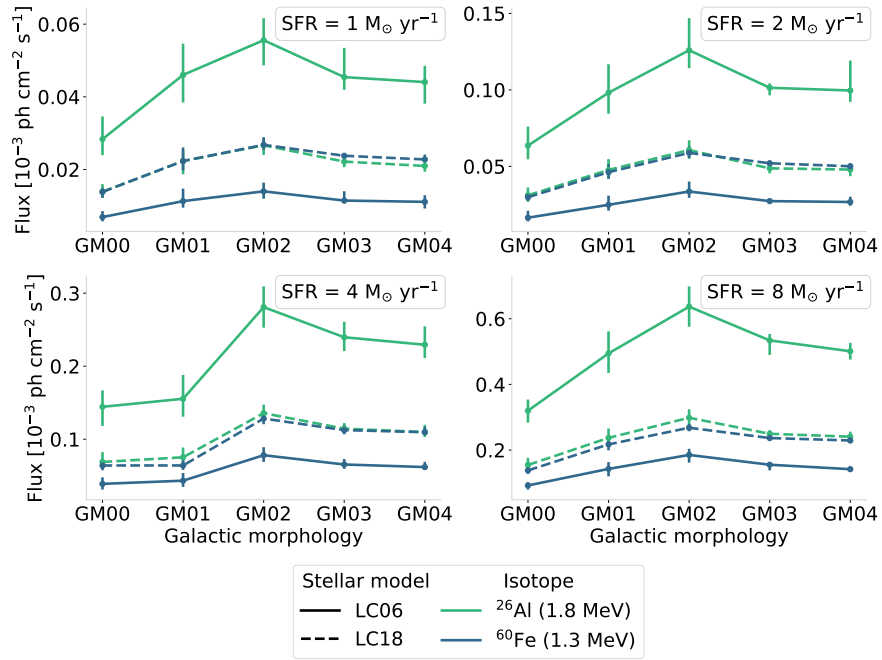 SFR = 1 M⊙ yr⁻¹
SFR = 2 M⊙ yr⁻¹
Flux [10⁻³ ph cm⁻² s⁻¹]
0.06
0.04
0.02
0.15
0.10
0.05
GM00 GM01 GM02 GM03 GM04
GM00 GM01 GM02 GM03 GM04
SFR = 4 M⊙ yr⁻¹
SFR = 8 M⊙ yr⁻¹
Flux [10⁻³ ph cm⁻² s⁻¹]
0.3
0.2
0.1
0.6
0.4
0.2
GM00 GM01 GM02 GM03 GM04
GM00 GM01 GM02 GM03 GM04
Galactic morphology
Galactic morphology
Stellar model
LC06
LC18
Isotope
²⁶Al (1.8 MeV)
⁶⁰Fe (1.3 MeV)